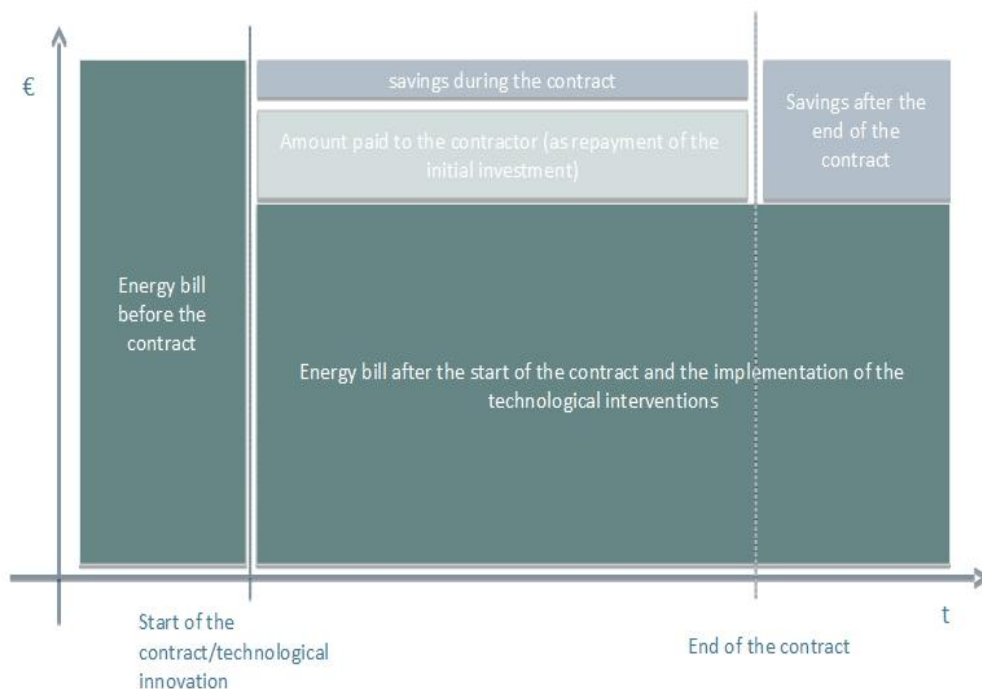 €
savings during the contract
Amount paid to the contractor (as repayment of the
initial investment)
Savings after the
end of the
contract
Energy bill
before the
contract
Energy bill after the start of the contract and the implementation of the
technological interventions
t
Start of the
contract/technological
innovation
End of the contract